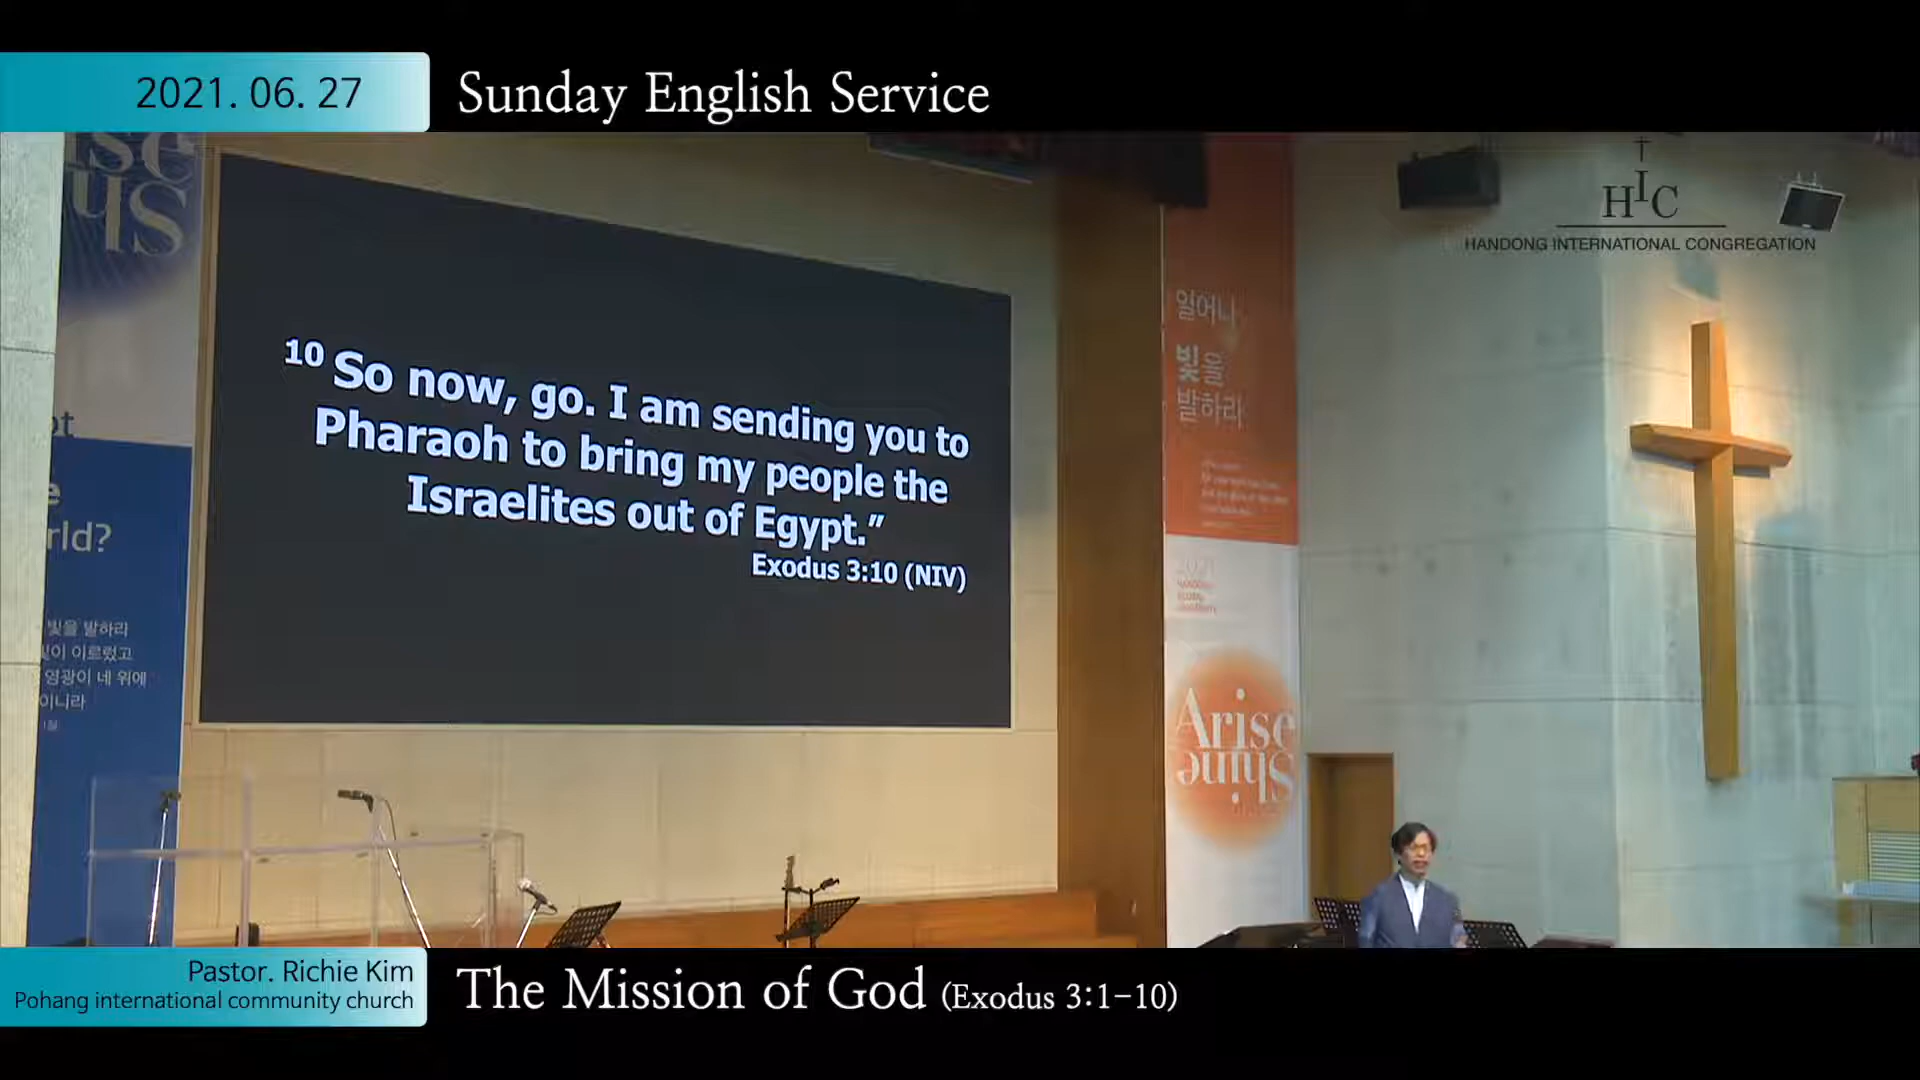 2021. 06. 27
Sunday English Service
HIC
HANDONG INTERNATIONAL CONGREGATION
10 So now, go. I am sending you to
Pharaoh to bring my people the
Israelites out of Egypt.”
Exodus 3:10 (NIV)
일어나
빛을
발하라
2021
Arise
Shine
rld?
빛을 발하라
이 이르렀고
영광이 네 위에
이니라
Pastor. Richie Kim
Pohang international community church
The Mission of God (Exodus 3:1-10)